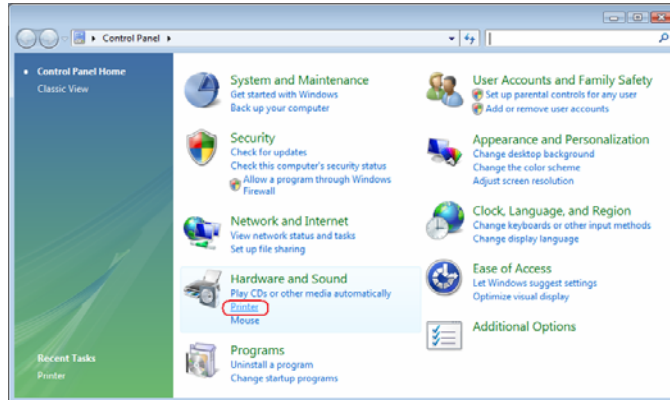 Control Panel
Control Panel Home
Classic View
System and Maintenance
Get started with Windows
Back up your computer
Security
Check for updates
Check this computer's security status
Allow a program through Windows
Firewall
Network and Internet
View network status and tasks
Set up file sharing
Hardware and Sound
Play CDs or other media automatically
Printer
Mouse
Programs
Uninstall a program
Change startup programs
User Accounts and Family Safety
Set up parental controls for any user
Add or remove user accounts
Appearance and Personalization
Change desktop background
Change the color scheme
Adjust screen resolution
Clock, Language, and Region
Change keyboards or other input methods
Change display language
Ease of Access
Let Windows suggest settings
Optimize visual display
Additional Options
Recent Tasks
Printer